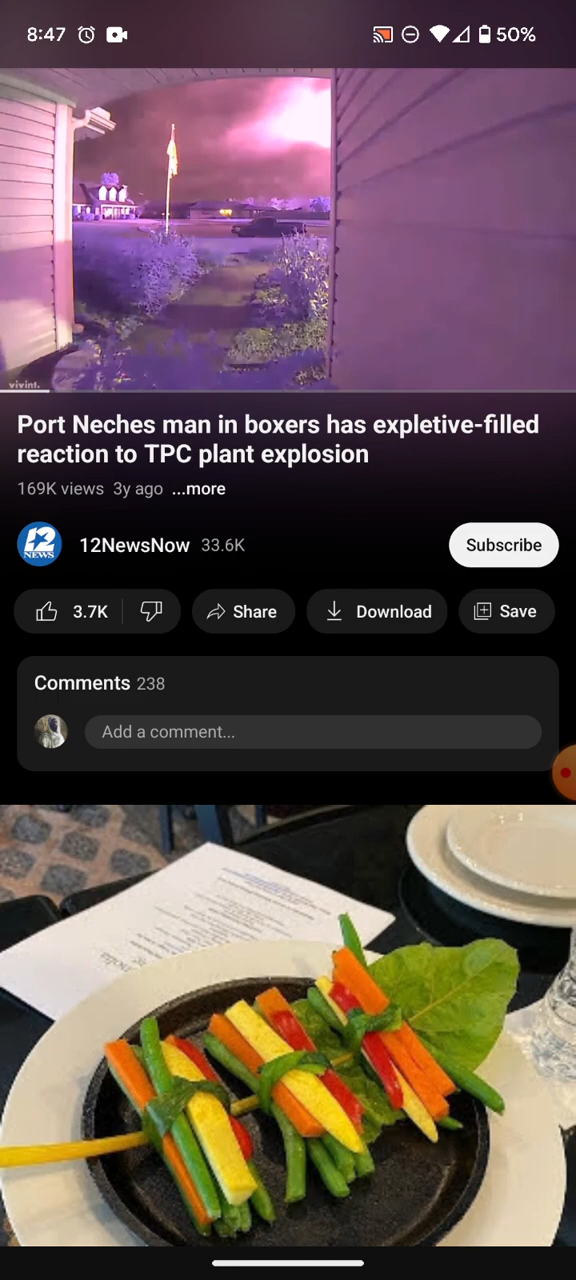 8:47
50%
vivint.
Port Neches man in boxers has expletive-filled
reaction to TPC plant explosion
169K views 3y ago ...more
12 NEWS
12NewsNow 33.6K
Subscribe
3.7K
Share
Download
Save
Comments 238
Add a comment...